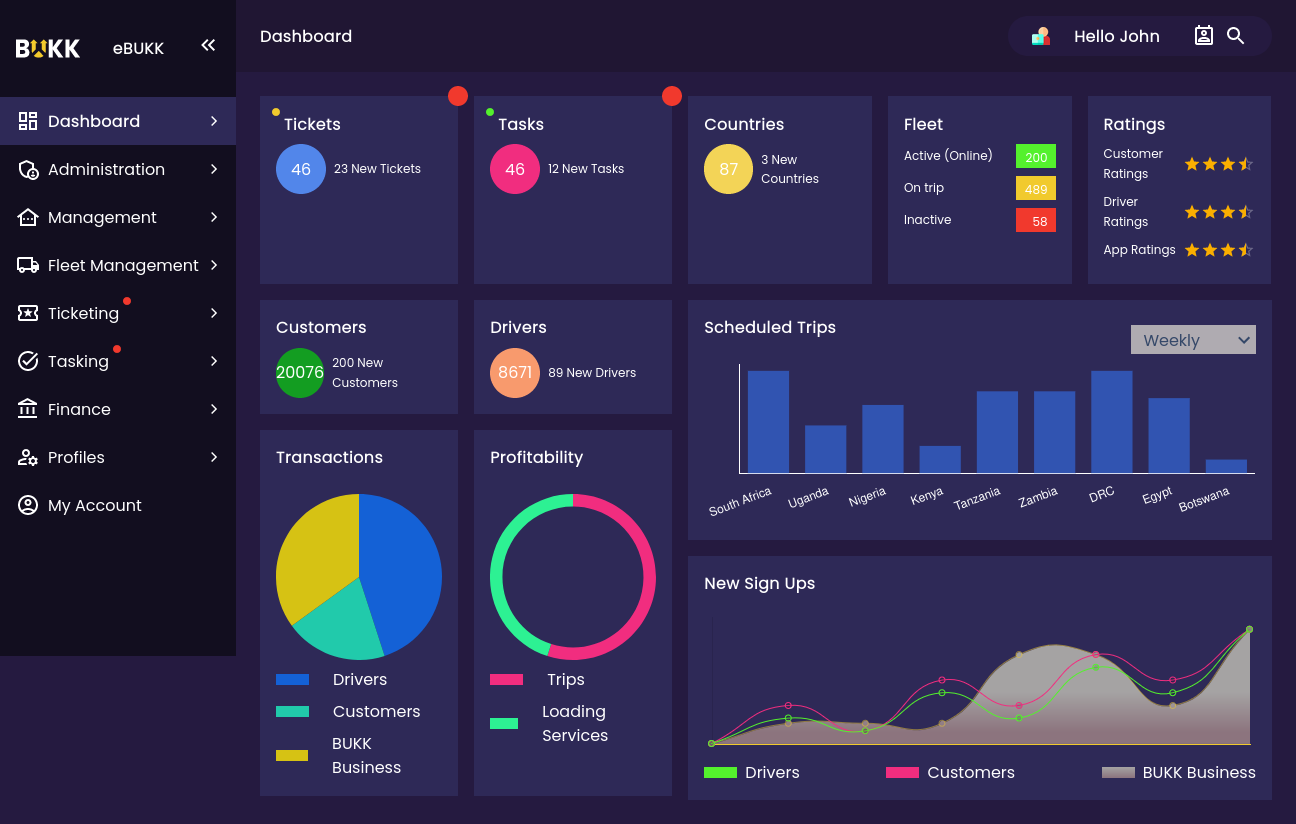 BUKK
eBUKK
Dashboard
Administration
Management
Fleet Management
Ticketing
Tasking
Finance
Profiles
My Account
Dashboard
Hello John
Tickets
46
23 New Tickets
Tasks
46
12 New Tasks
Countries
87
3 New
Countries
Fleet
Active (Online)
200
On trip
489
Inactive
58
Ratings
Customer
Ratings
Driver
Ratings
App Ratings
Customers
20076
200 New
Customers
Drivers
8671
89 New Drivers
Scheduled Trips
Weekly
South Africa
Uganda
Nigeria
Kenya
Tanzania
Zambia
DRC
Egypt
Botswana
Transactions
Drivers
Customers
BUKK
Business
Profitability
Trips
Loading
Services
New Sign Ups
Drivers
Customers
BUKK Business